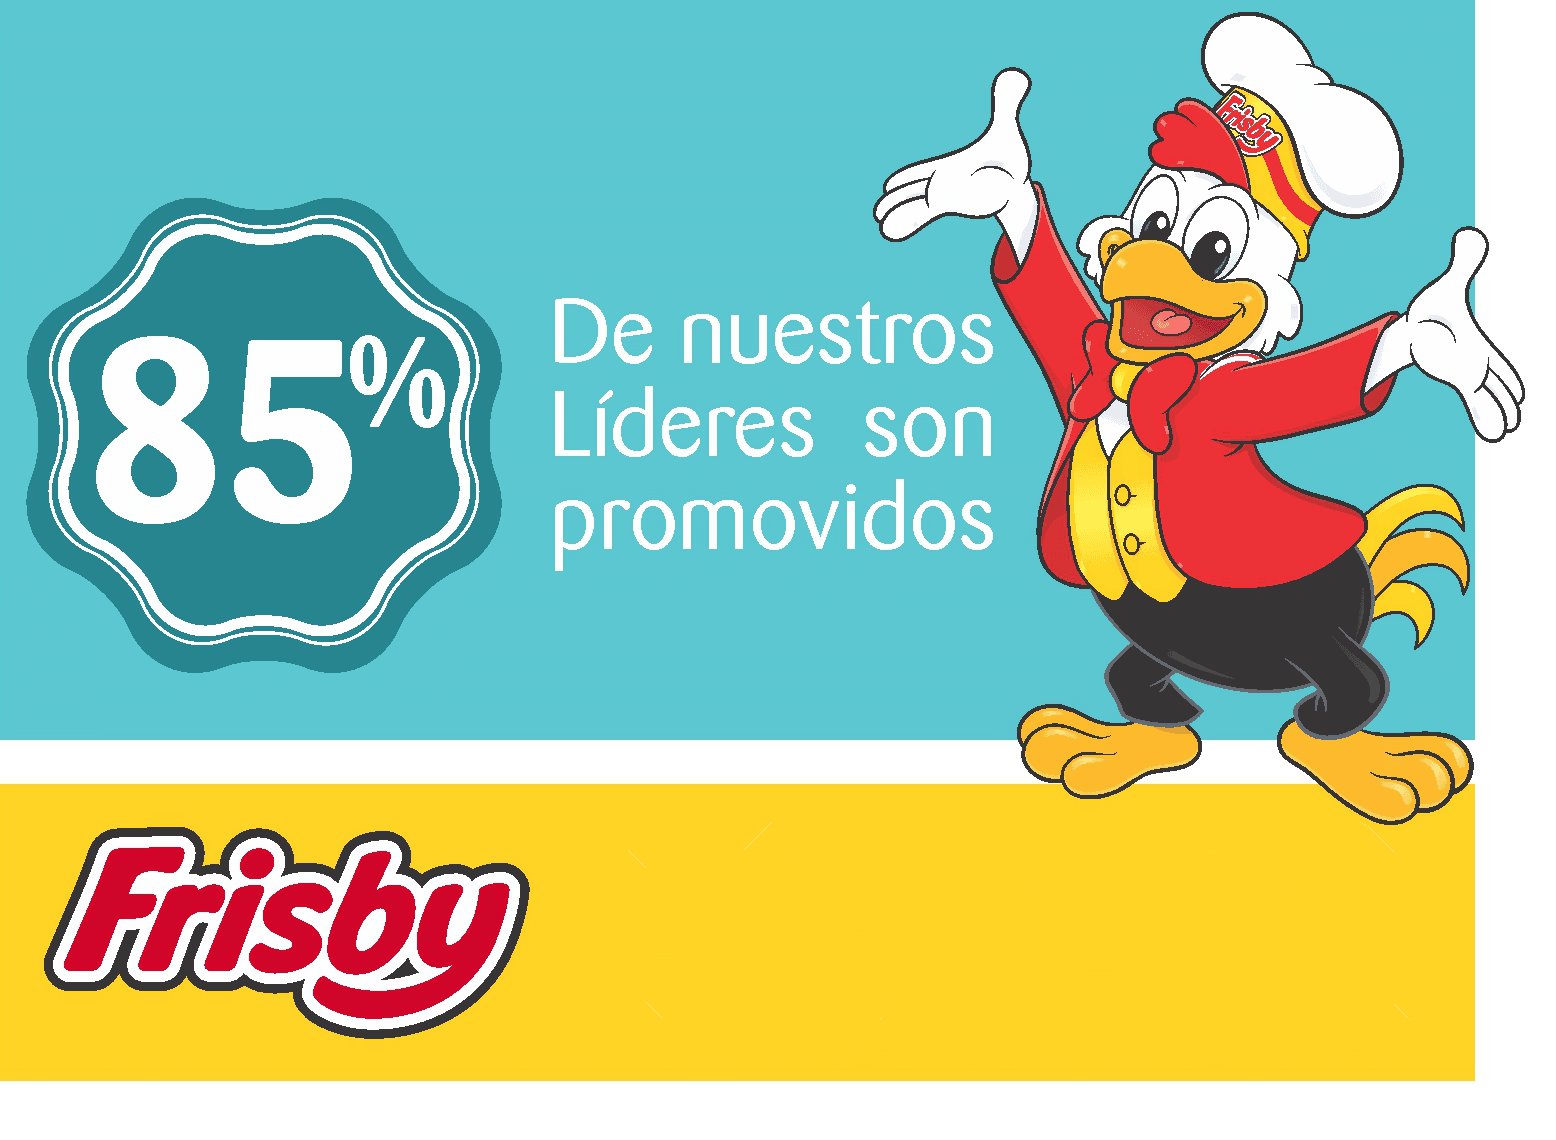 Frisby
85%
De nuestros
Líderes son
promovidos
Frisby